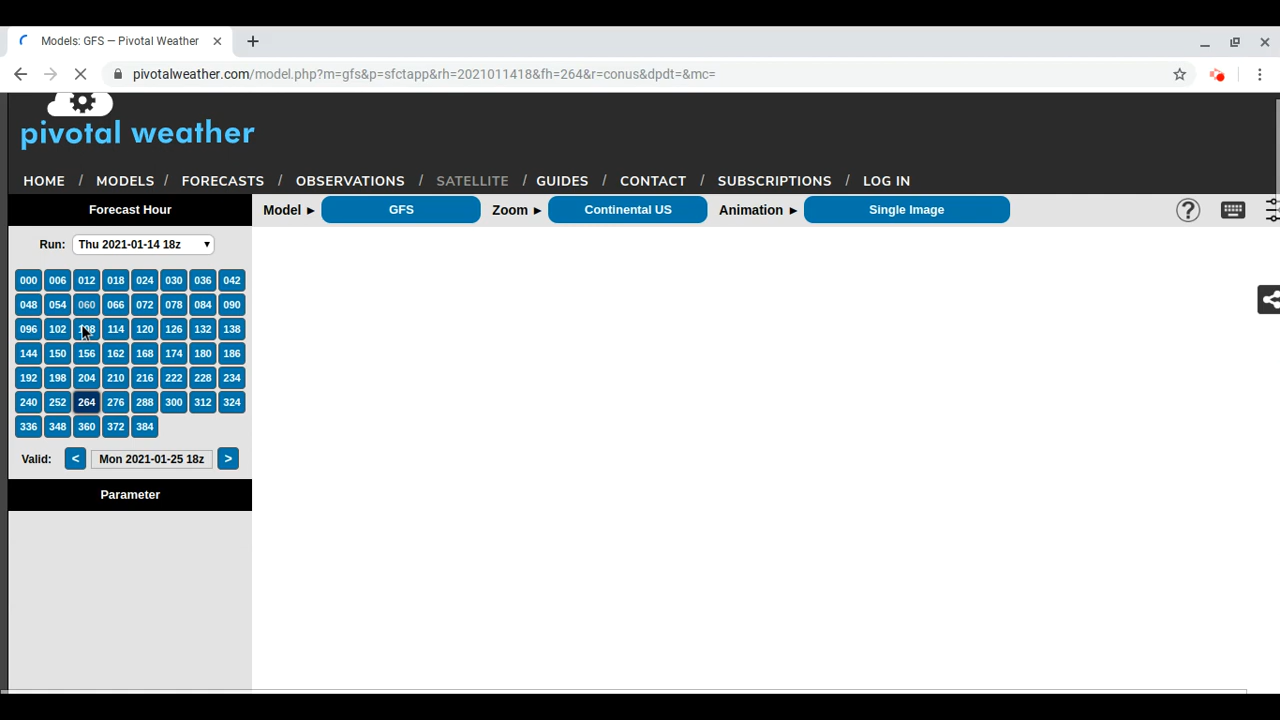 Models: GFS — Pivotal Weather
pivotalweather.com/model.php?m=gfs&p=sfctapp&rh=2021011418&fh=264&r=conus&dpdt=&mc=
pivotal weather
HOME / MODELS / FORECASTS / OBSERVATIONS / SATELLITE / GUIDES / CONTACT / SUBSCRIPTIONS / LOG IN
Forecast Hour
Model ▸ GFS Zoom ▸ Continental US Animation ▸ Single Image
Run: Thu 2021-01-14 18z
000 006 012 018 024 030 036 042
048 054 060 066 072 078 084 090
096 102 108 114 120 126 132 138
144 150 156 162 168 174 180 186
192 198 204 210 216 222 228 234
240 252 264 276 288 300 312 324
336 348 360 372 384
Valid: < Mon 2021-01-25 18z >
Parameter